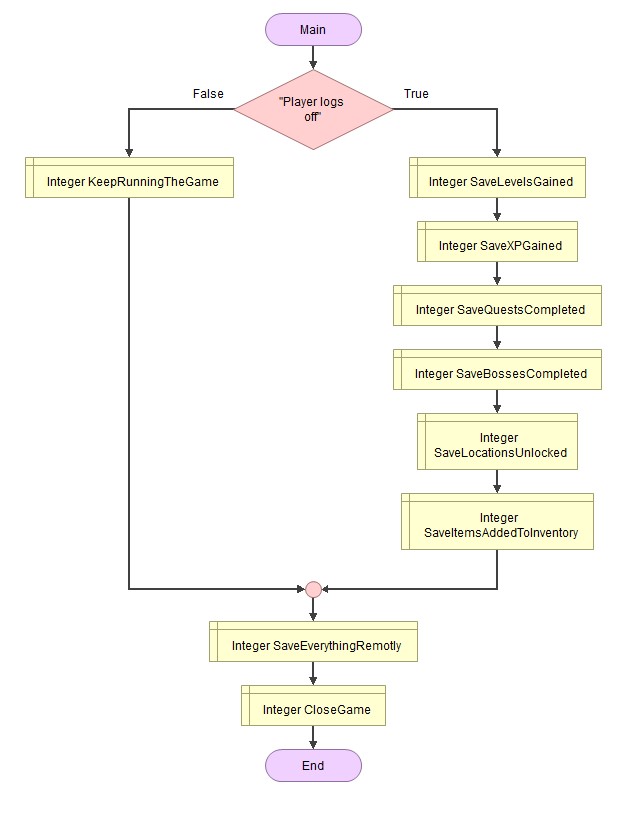 Main
"Player logs
off"
False
True
Integer KeepRunningTheGame
Integer SaveLevelsGained
Integer SaveXPGained
Integer SaveQuestsCompleted
Integer SaveBossesCompleted
Integer
SaveLocationsUnlocked
Integer
SaveItemsAddedToInventory
Integer SaveEverythingRemotly
Integer CloseGame
End